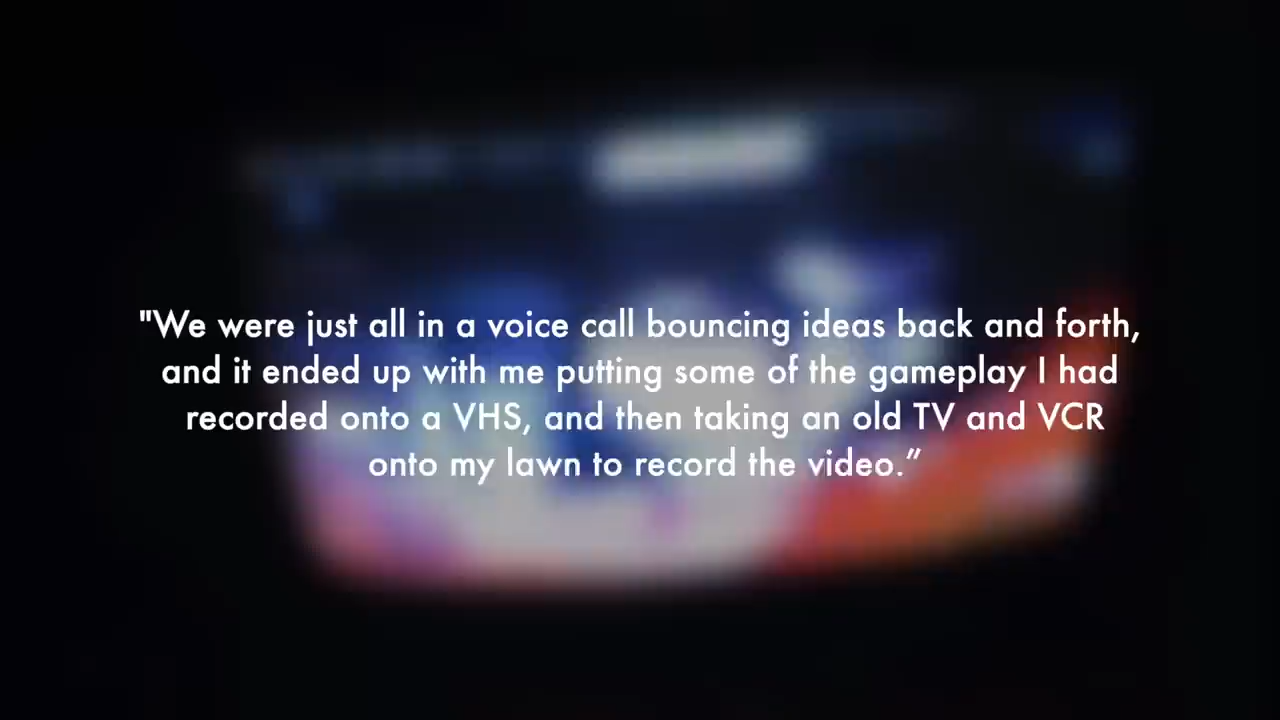 "We were just all in a voice call bouncing ideas back and forth,
and it ended up with me putting some of the gameplay I had
recorded onto a VHS, and then taking an old TV and VCR
onto my lawn to record the video.”